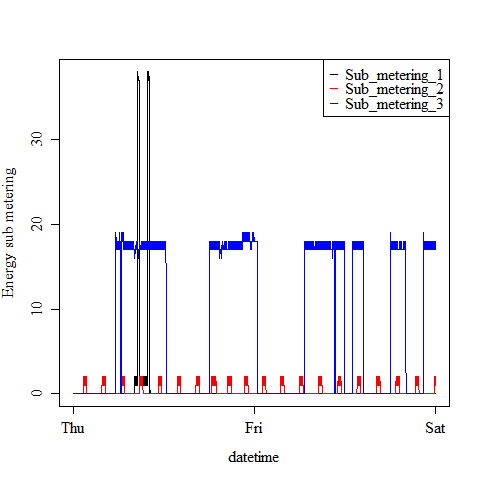 Sub_metering_1
Sub_metering_2
Sub_metering_3
Energy sub metering
30
20
10
0
Thu
Fri
Sat
datetime